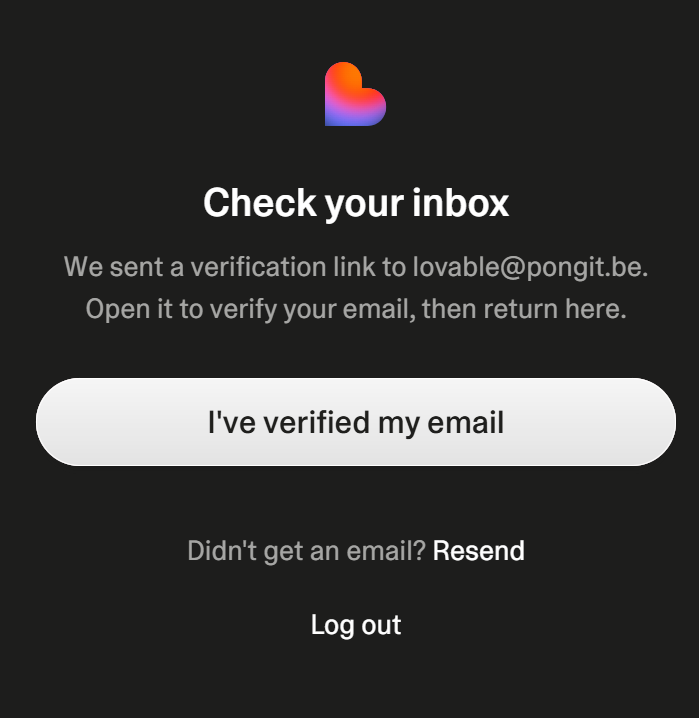 Check your inbox
We sent a verification link to lovable@pongit.be.
Open it to verify your email, then return here.
I've verified my email
Didn't get an email? Resend
Log out